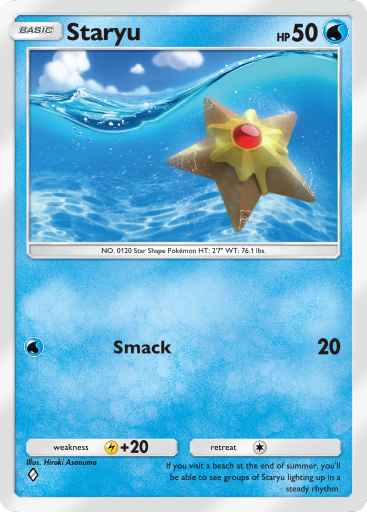 BASIC
Staryu
HP 50
NO. 0120 Star Shape Pokémon HT: 2'7" WT: 76.1 lbs.
Smack 20
weakness +20 retreat
Illus. Hiroki Asanuma
If you visit a beach at the end of summer, you'll
be able to see groups of Staryu lighting up in a
steady rhythm.